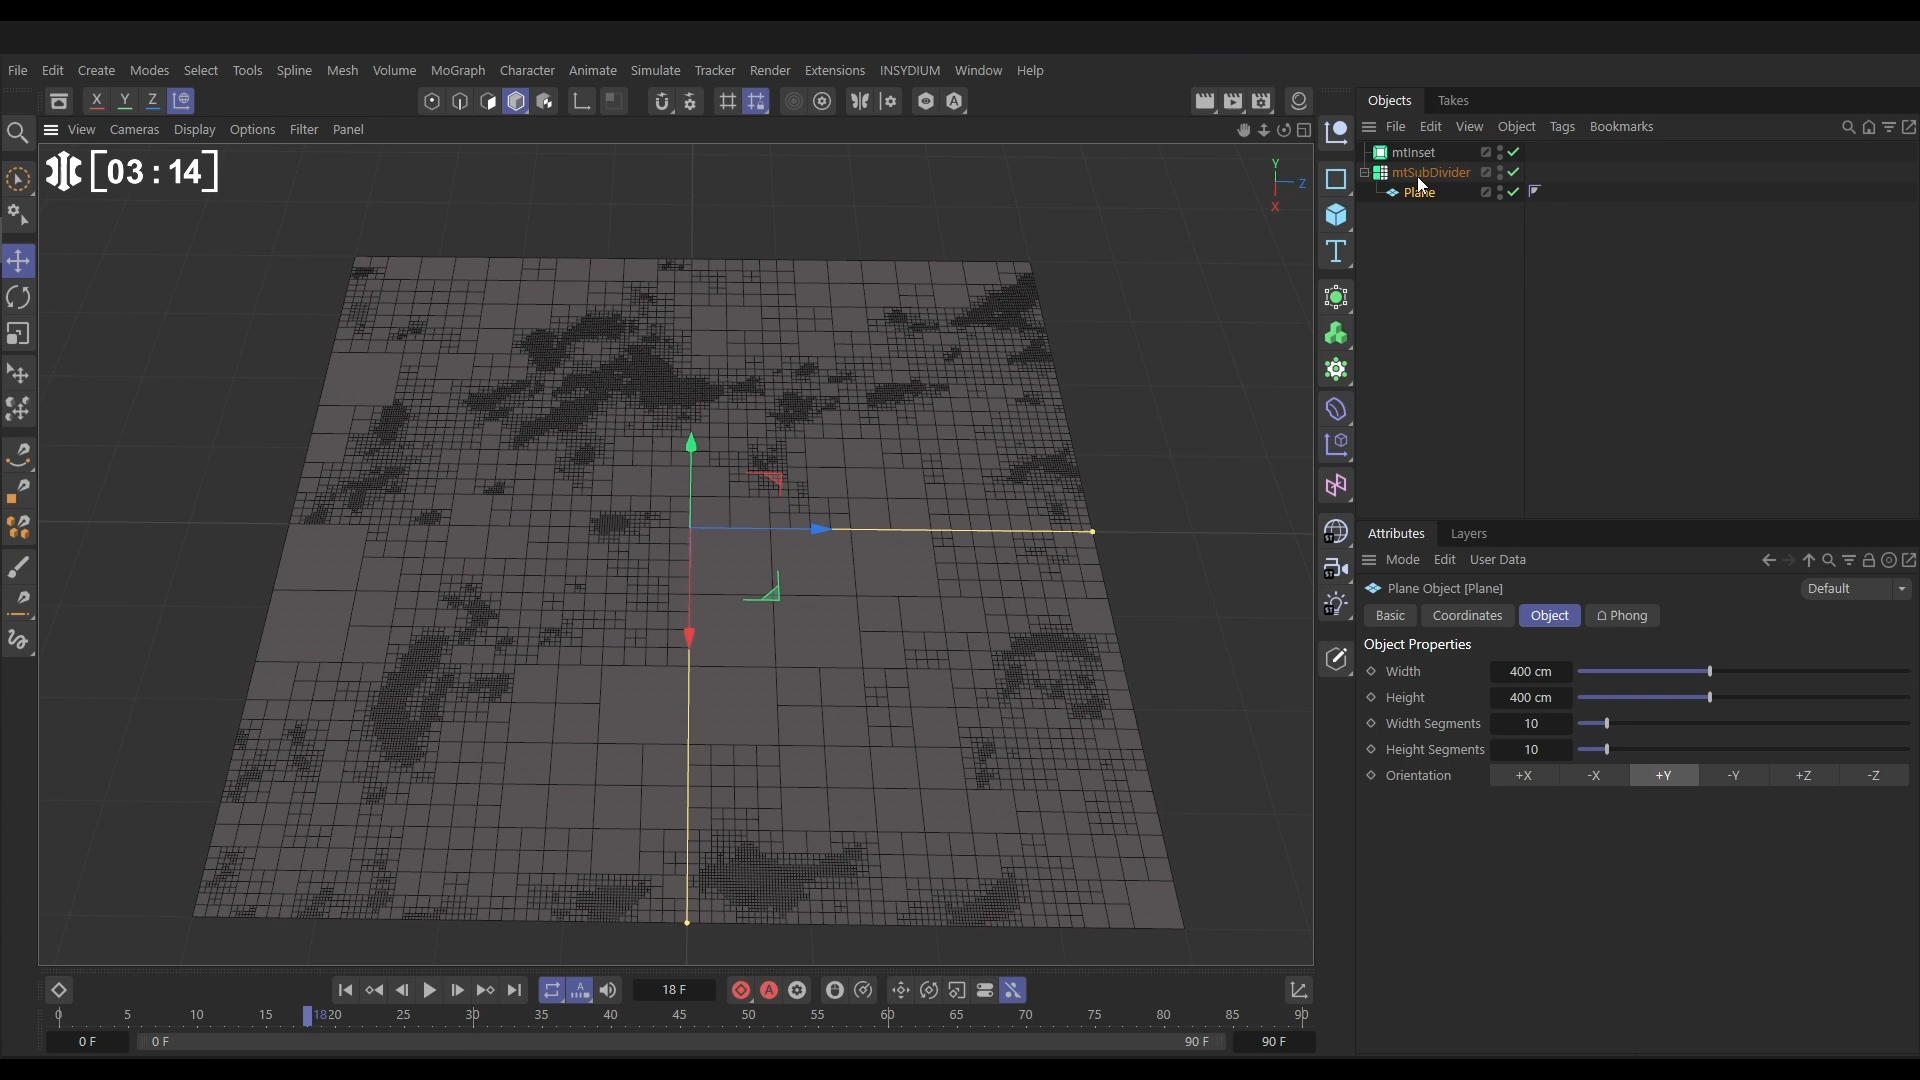 File Edit Create Modes Select Tools Spline Mesh Volume MoGraph Character Animate Simulate Tracker Render Extensions INSYDIUM Window Help
X Y Z
View Cameras Display Options Filter Panel
[03:14]
Y
Z
X
Objects Takes
File Edit View Object Tags Bookmarks
mtInset
mtSubDivider
Plane
Attributes Layers
Mode Edit User Data
Plane Object [Plane] Default
Basic Coordinates Object Phong
Object Properties
Width 400 cm
Height 400 cm
Width Segments 10
Height Segments 10
Orientation +X -X +Y -Y +Z -Z
18 F
0 5 10 15 1820 25 30 35 40 45 50 55 60 65 70 75 80 85 90
0 F 0 F 90 F 90 F